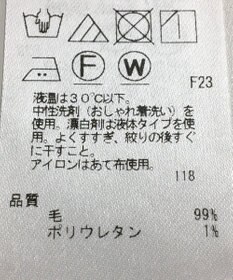 F W
F23
液温は30℃以下。
中性洗剤（おしゃれ着洗い）を
使用。漂白剤は液体タイプを使
用。よくすすぎ、絞りの後すぐ
に干すこと。
アイロンはあて布使用。
118
品質
毛 99%
ポリウレタン 1%